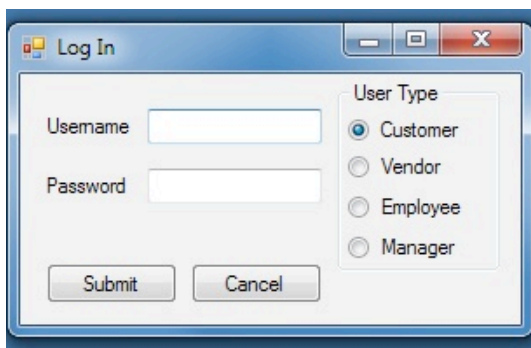 Log In
Username
Password
Submit
Cancel
User Type
Customer
Vendor
Employee
Manager